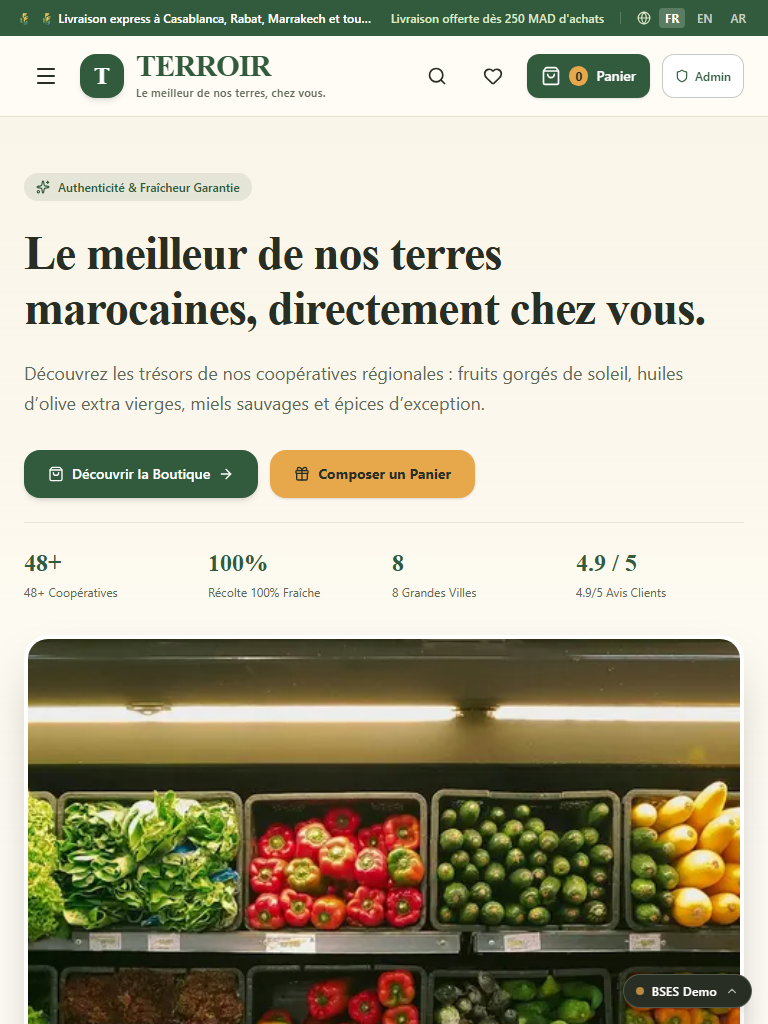 Livraison express à Casablanca, Rabat, Marrakech et tou...
Livraison offerte dès 250 MAD d'achats
FR EN AR
T
TERROIR
Le meilleur de nos terres, chez vous.
0 Panier
Admin
Authenticité & Fraîcheur Garantie
Le meilleur de nos terres
marocaines, directement chez vous.
Découvrez les trésors de nos coopératives régionales : fruits gorgés de soleil, huiles
d’olive extra vierges, miels sauvages et épices d’exception.
Découvrir la Boutique
Composer un Panier
48+
48+ Coopératives
100%
Récolte 100% Fraîche
8
8 Grandes Villes
4.9 / 5
4.9/5 Avis Clients
BSES Demo